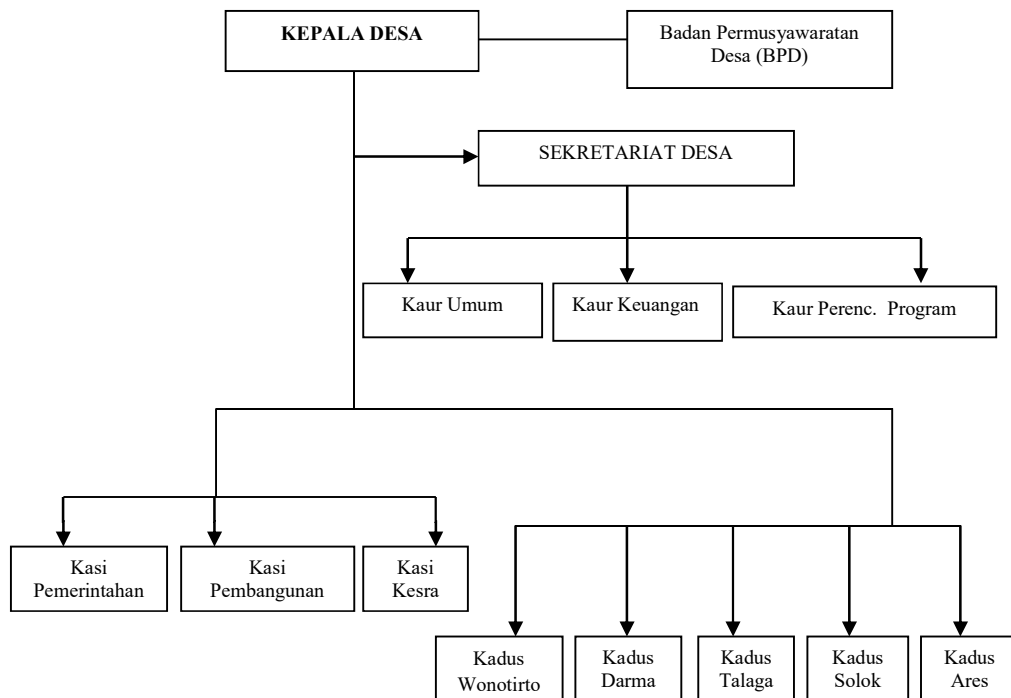 KEPALA DESA
Badan Permusyawaratan
Desa (BPD)
SEKRETARIAT DESA
Kaur Umum
Kaur Keuangan
Kaur Perenc. Program
Kasi
Pemerintahan
Kasi
Pembangunan
Kasi
Kesra
Kadus
Wonotirto
Kadus
Darma
Kadus
Talaga
Kadus
Solok
Kadus
Ares